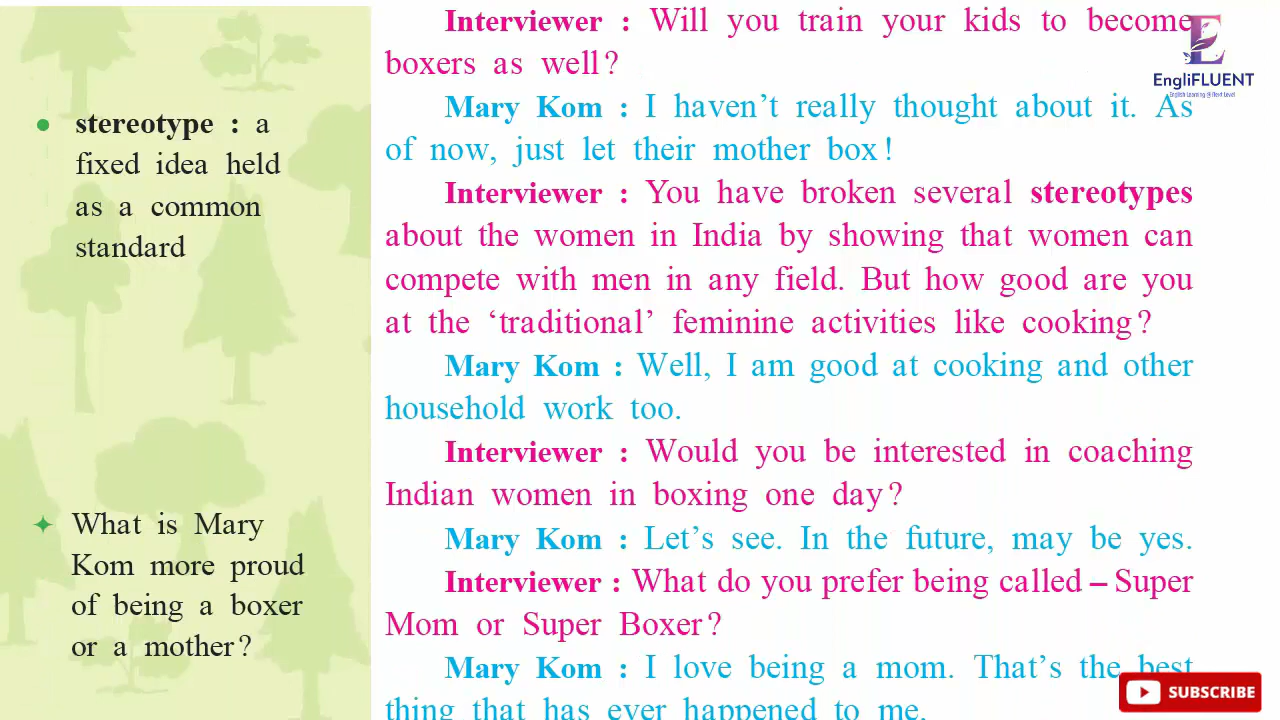 stereotype : a
fixed idea held
as a common
standard
What is Mary
Kom more proud
of being a boxer
or a mother?
Interviewer : Will you train your kids to become
boxers as well?
Mary Kom : I haven't really thought about it. As
of now, just let their mother box!
Interviewer : You have broken several stereotypes
about the women in India by showing that women can
compete with men in any field. But how good are you
at the 'traditional' feminine activities like cooking?
Mary Kom : Well, I am good at cooking and other
household work too.
Interviewer : Would you be interested in coaching
Indian women in boxing one day?
Mary Kom : Let's see. In the future, may be yes.
Interviewer : What do you prefer being called – Super
Mom or Super Boxer?
Mary Kom : I love being a mom. That's the best
thing that has ever happened to me.
E
EngliFLUENT
English Learning @Next Level
SUBSCRIBE